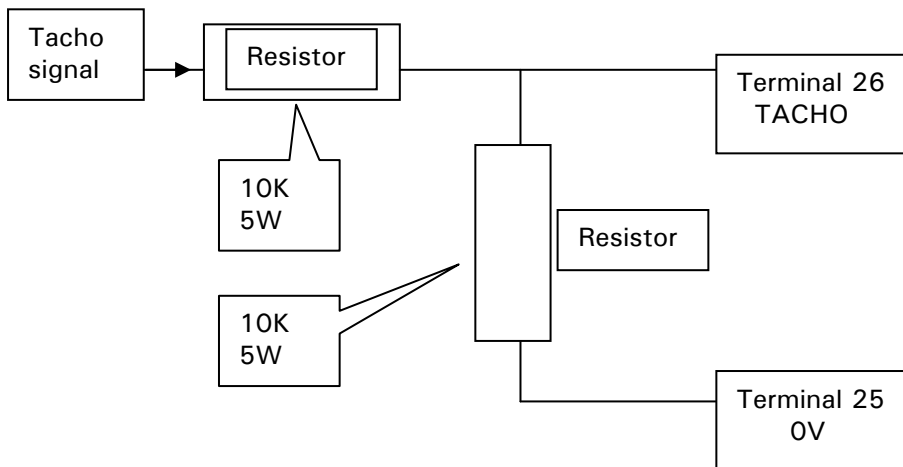 Tacho
signal
Resistor
Terminal 26
TACHO
10K
5W
Resistor
10K
5W
Terminal 25
0V